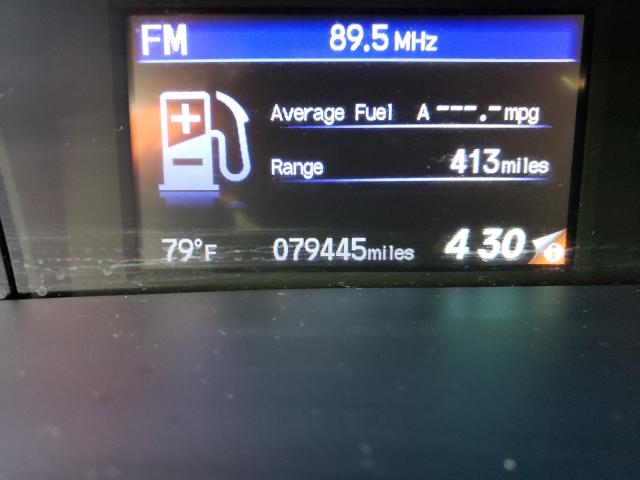 FM 89.5 MHz
Average Fuel A ---.- mpg
Range 413 miles
79°F 079445 miles 4 30 i